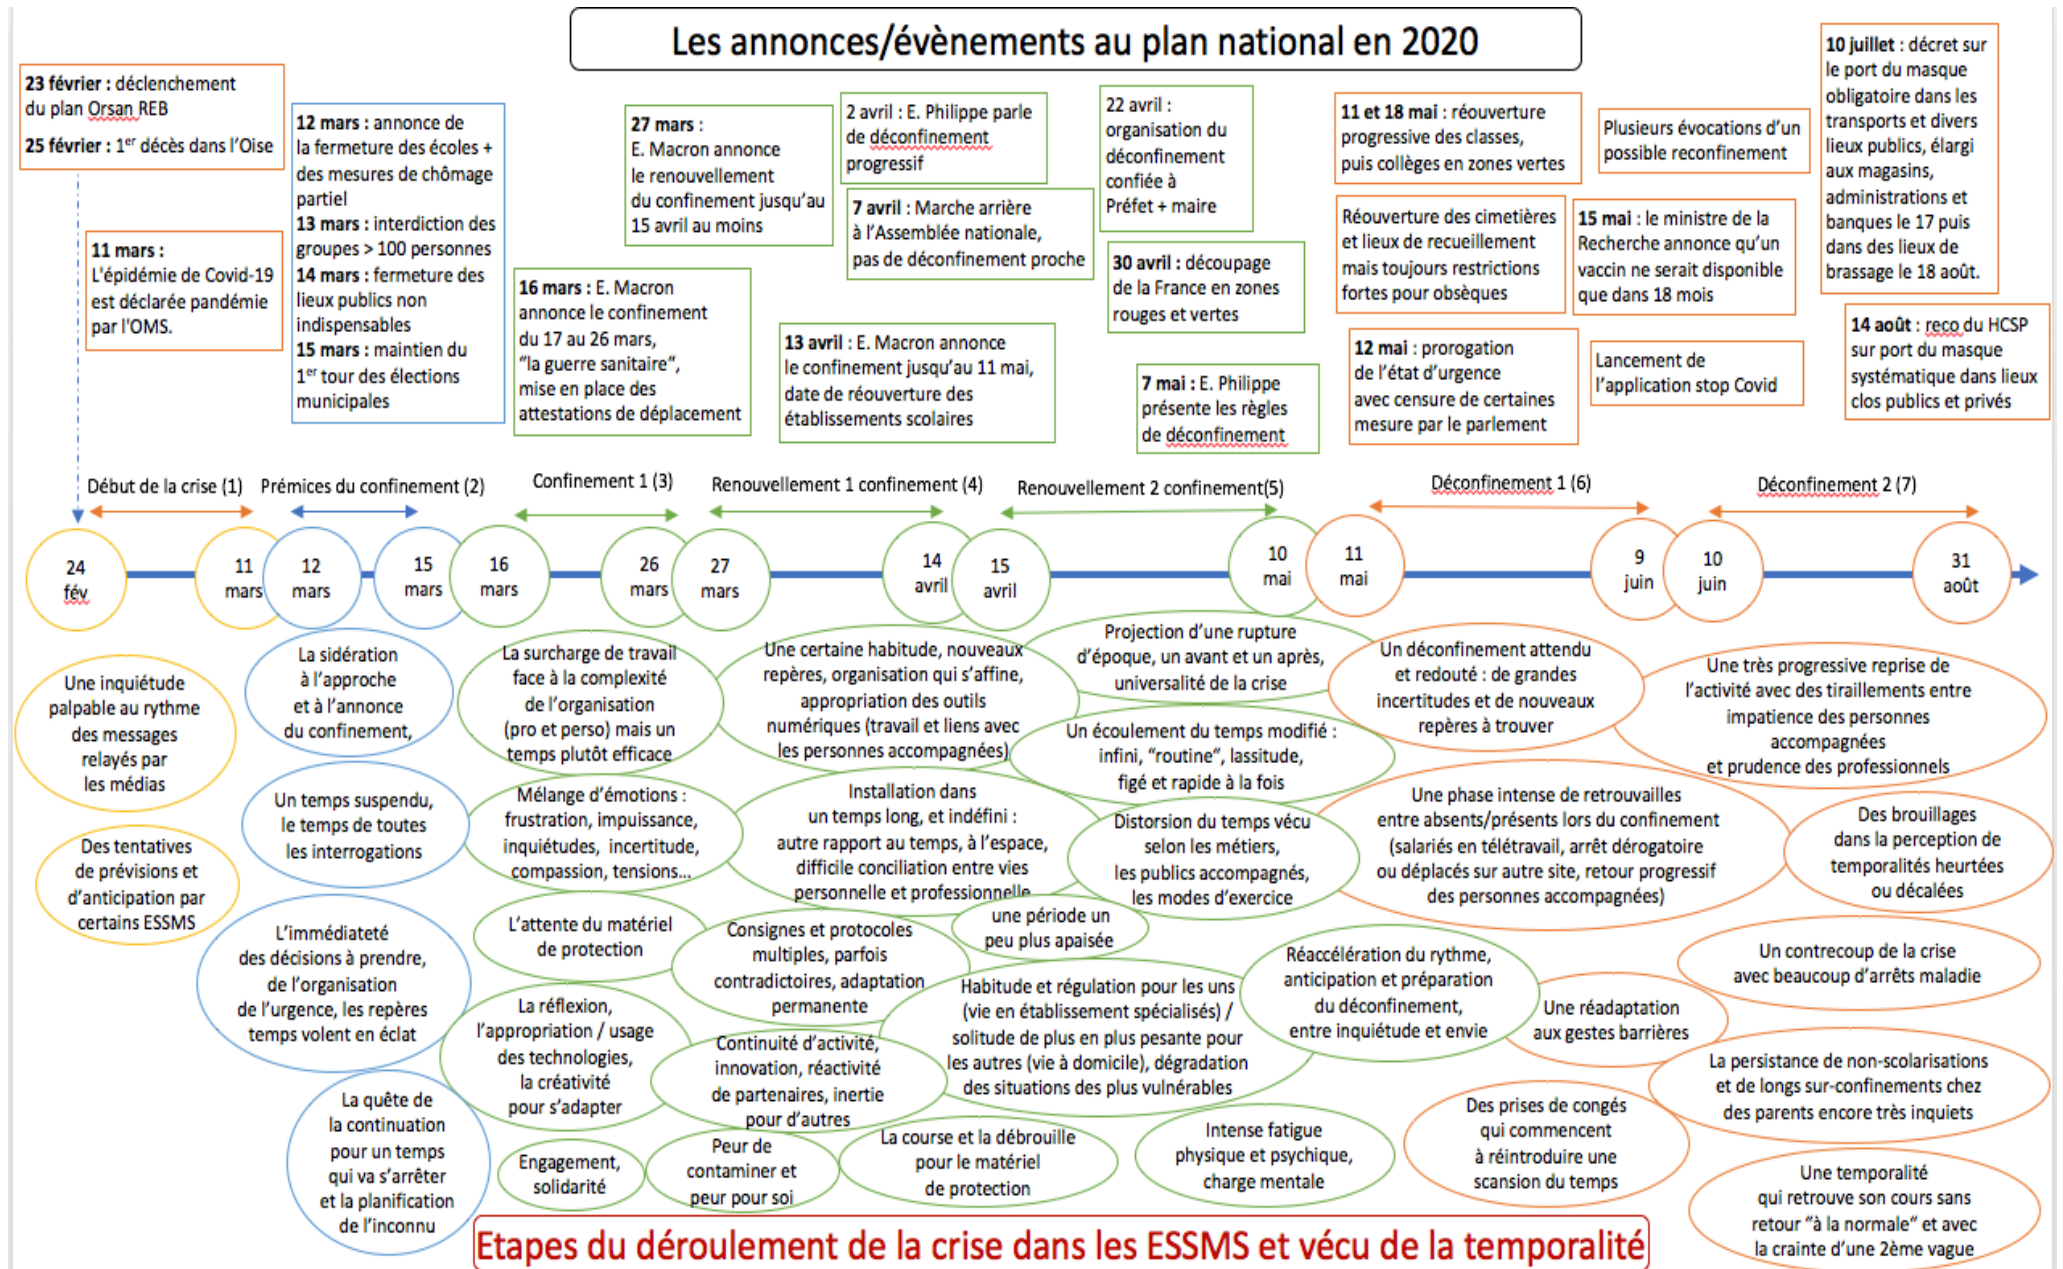 Les annonces/évènements au plan national en 2020
23 février : déclenchement
du plan Orsan REB
25 février : 1er décès dans l'Oise
11 mars :
L'épidémie de Covid-19
est déclarée pandémie
par l'OMS.
12 mars : annonce de
la fermeture des écoles +
des mesures de chômage
partiel
13 mars : interdiction des
groupes > 100 personnes
14 mars : fermeture des
lieux publics non
indispensables
15 mars : maintien du
1er tour des élections
municipales
16 mars : E. Macron
annonce le confinement
du 17 au 26 mars,
"la guerre sanitaire",
mise en place des
attestations de déplacement
27 mars :
E. Macron annonce
le renouvellement
du confinement jusqu'au
15 avril au moins
2 avril : E. Philippe parle
de déconfinement
progressif
7 avril : Marche arrière
à l'Assemblée nationale,
pas de déconfinement proche
13 avril : E. Macron annonce
le confinement jusqu'au 11 mai,
date de réouverture des
établissements scolaires
22 avril :
organisation du
déconfinement
confiée à
Préfet + maire
30 avril : découpage
de la France en zones
rouges et vertes
7 mai : E. Philippe
présente les règles
de déconfinement
11 et 18 mai : réouverture
progressive des classes,
puis collèges en zones vertes
Réouverture des cimetières
et lieux de recueillement
mais toujours restrictions
fortes pour obsèques
12 mai : prorogation
de l'état d'urgence
avec censure de certaines
mesure par le parlement
Plusieurs évocations d'un
possible reconfinement
15 mai : le ministre de la
Recherche annonce qu'un
vaccin ne serait disponible
que dans 18 mois
Lancement de
l'application stop Covid
10 juillet : décret sur
le port du masque
obligatoire dans les
transports et divers
lieux publics, élargi
aux magasins,
administrations et
banques le 17 puis
dans des lieux de
brassage le 18 août.
14 août : reco du HCSP
sur port du masque
systématique dans lieux
clos publics et privés
Début de la crise (1)
Prémices du confinement (2)
Confinement 1 (3)
Renouvellement 1 confinement (4)
Renouvellement 2 confinement(5)
Déconfinement 1 (6)
Déconfinement 2 (7)
24
fév
11
mars
12
mars
15
mars
16
mars
26
mars
27
mars
14
avril
15
avril
10
mai
11
mai
9
juin
10
juin
31
août
Une inquiétude
palpable au rythme
des messages
relayés par
les médias
Des tentatives
de prévisions et
d'anticipation par
certains ESSMS
La sidération
à l'approche
et à l'annonce
du confinement,
Un temps suspendu,
le temps de toutes
les interrogations
L'immédiateté
des décisions à prendre,
de l'organisation
de l'urgence, les repères
temps volent en éclat
La quête de
la continuation
pour un temps
qui va s'arrêter
et la planification
de l'inconnu
La surcharge de travail
face à la complexité
de l'organisation
(pro et perso) mais un
temps plutôt efficace
Mélange d'émotions :
frustration, impuissance,
inquiétudes, incertitude,
compassion, tensions...
L'attente du matériel
de protection
La réflexion,
l'appropriation / usage
des technologies,
la créativité
pour s'adapter
Engagement,
solidarité
Une certaine habitude, nouveaux
repères, organisation qui s'affine,
appropriation des outils
numériques (travail et liens avec
les personnes accompagnées)
Installation dans
un temps long, et indéfini :
autre rapport au temps, à l'espace,
difficile conciliation entre vies
personnelle et professionnelle
Consignes et protocoles
multiples, parfois
contradictoires, adaptation
permanente
Continuité d'activité,
innovation, réactivité
de partenaires, inertie
pour d'autres
Peur de
contaminer et
peur pour soi
Projection d'une rupture
d'époque, un avant et un après,
universalité de la crise
Un écoulement du temps modifié :
infini, "routine", lassitude,
figé et rapide à la fois
Distorsion du temps vécu
selon les métiers,
les publics accompagnés,
les modes d'exercice
une période un
peu plus apaisée
Habitude et régulation pour les uns
(vie en établissement spécialisés) /
solitude de plus en plus pesante pour
les autres (vie à domicile), dégradation
des situations des plus vulnérables
La course et la débrouille
pour le matériel
de protection
Réaccélération du rythme,
anticipation et préparation
du déconfinement,
entre inquiétude et envie
Intense fatigue
physique et psychique,
charge mentale
Un déconfinement attendu
et redouté : de grandes
incertitudes et de nouveaux
repères à trouver
Une phase intense de retrouvailles
entre absents/présents lors du confinement
(salariés en télétravail, arrêt dérogatoire
ou déplacés sur autre site, retour progressif
des personnes accompagnées)
Une réadaptation
aux gestes barrières
Des prises de congés
qui commencent
à réintroduire une
scansion du temps
Une très progressive reprise de
l'activité avec des tiraillements entre
impatience des personnes
accompagnées
et prudence des professionnels
Des brouillages
dans la perception de
temporalités heurtées
ou décalées
Un contrecoup de la crise
avec beaucoup d'arrêts maladie
La persistance de non-scolarisations
et de longs sur-confinements chez
des parents encore très inquiets
Une temporalité
qui retrouve son cours sans
retour "à la normale" et avec
la crainte d'une 2ème vague
Etapes du déroulement de la crise dans les ESSMS et vécu de la temporalité